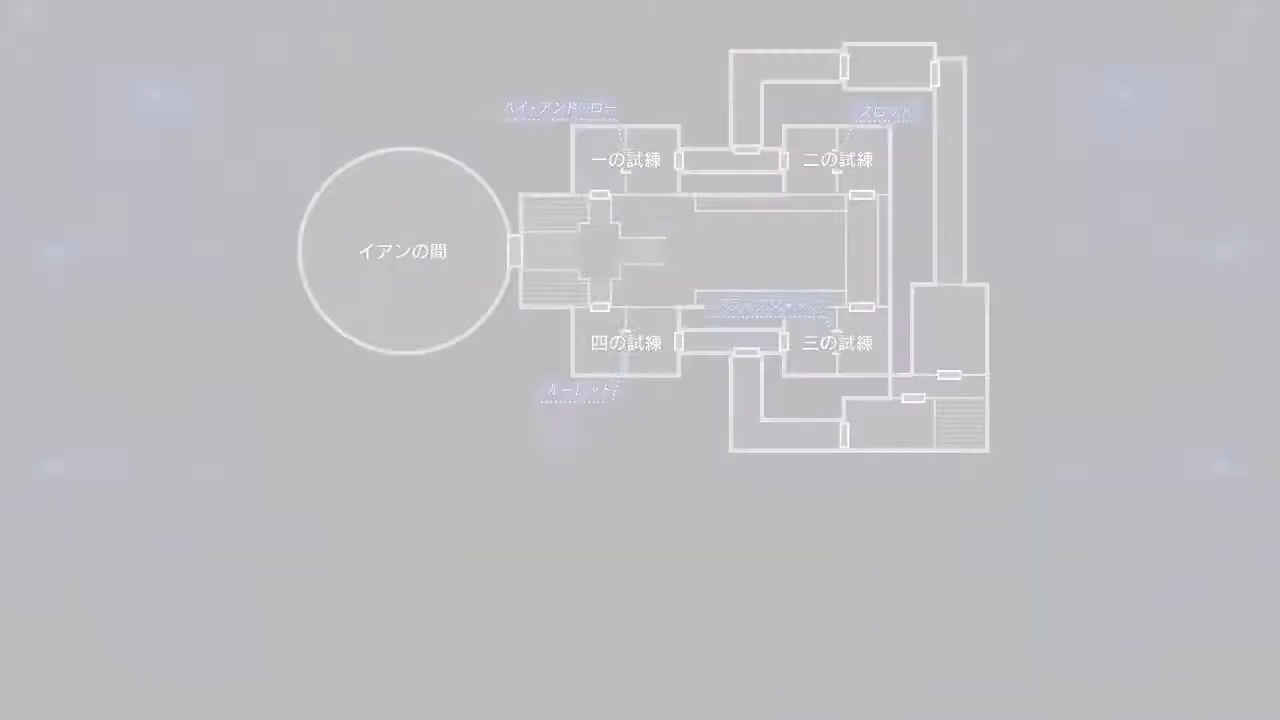 ハイ・アンド・ロー
スロット
一の試練
二の試練
イアンの間
四の試練
三の試練
ルーレット